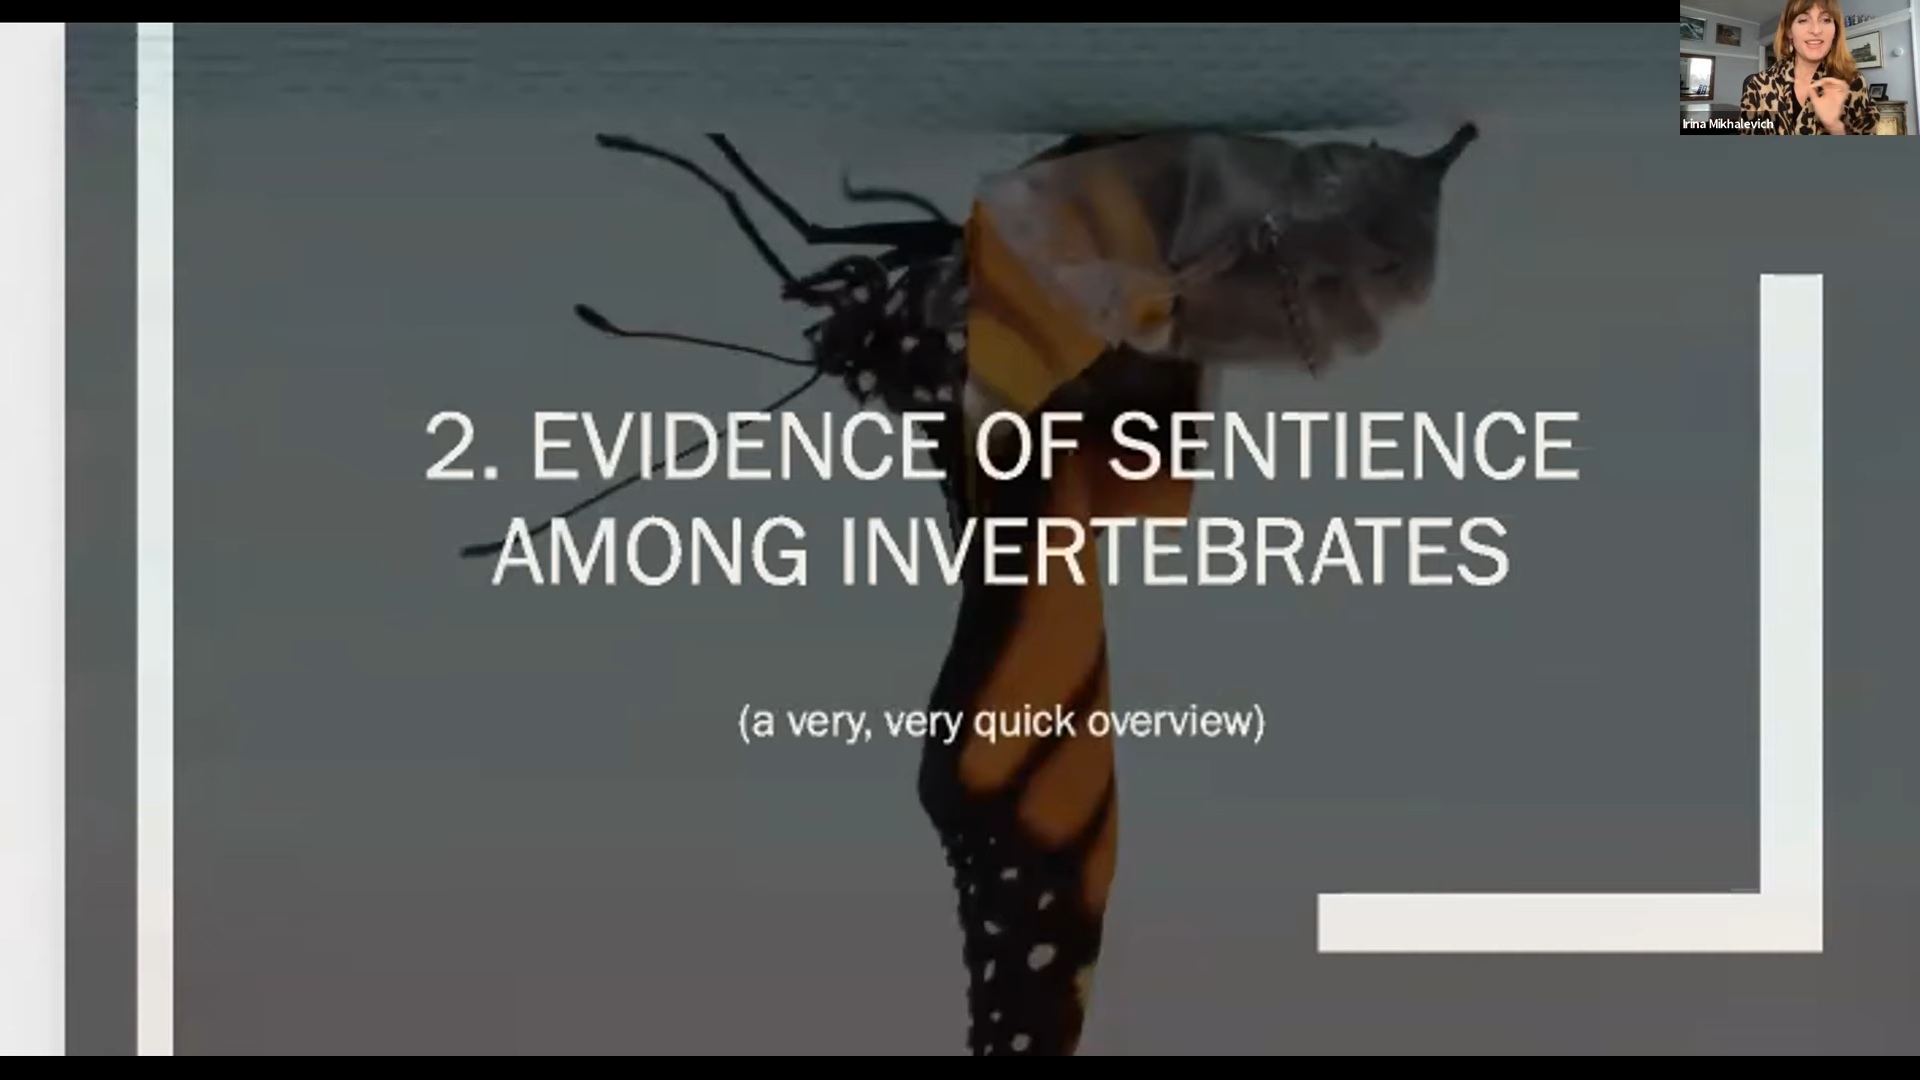 Irina Mikhalevich
2. EVIDENCE OF SENTIENCE
AMONG INVERTEBRATES
(a very, very quick overview)